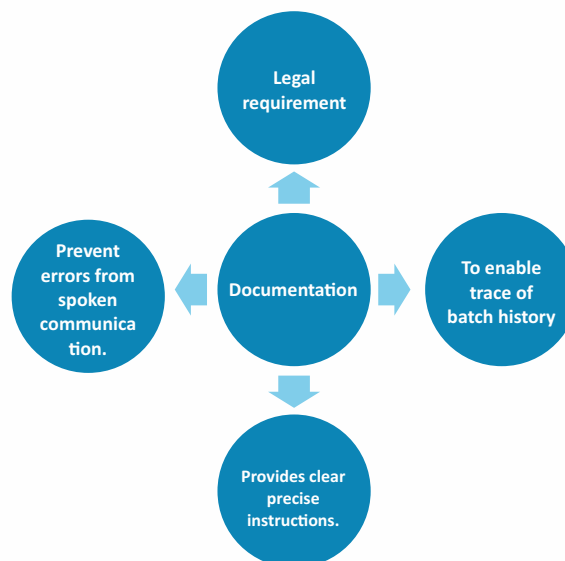 Legal
requirement
Prevent
errors from
spoken
communica
tion.
Documentation
To enable
trace of
batch history
Provides clear
precise
instructions.